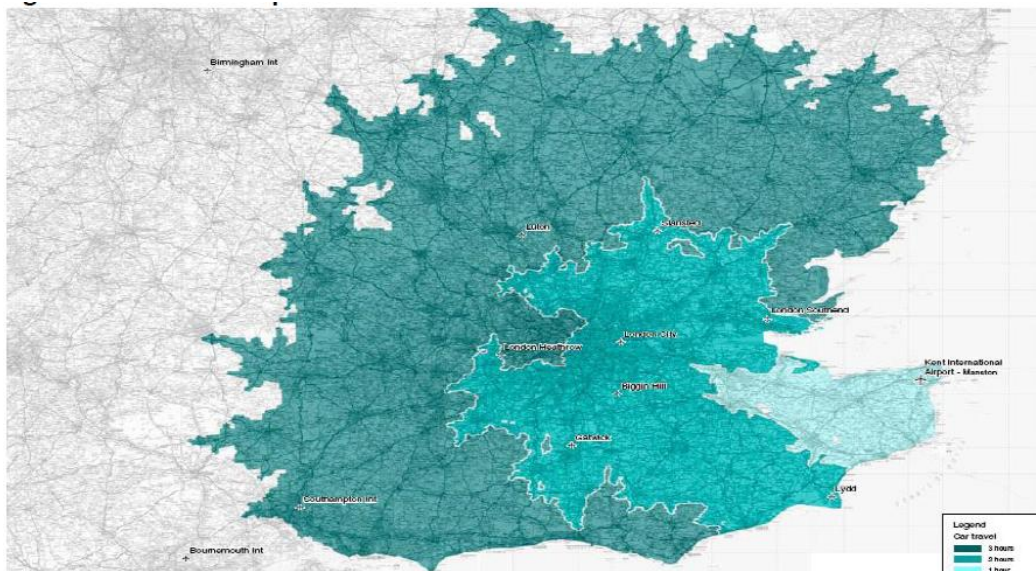 Birmingham Int
Luton
Stansted
London Southend
London City
London Heathrow
Kent International
Airport - Manston
Biggin Hill
Gatwick
Lydd
Southampton Int
Bournemouth Int
Legend
Car travel
3 hours
2 hours
1 hour